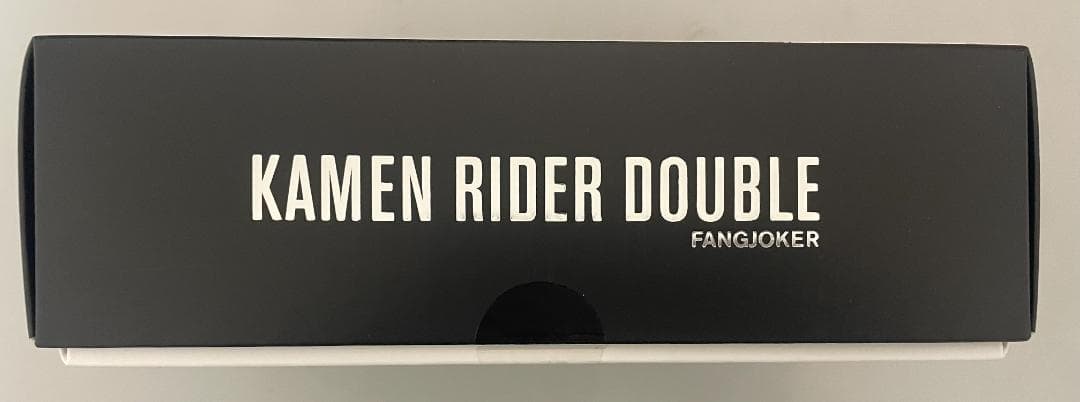 KAMEN RIDER DOUBLE
FANGJOKER